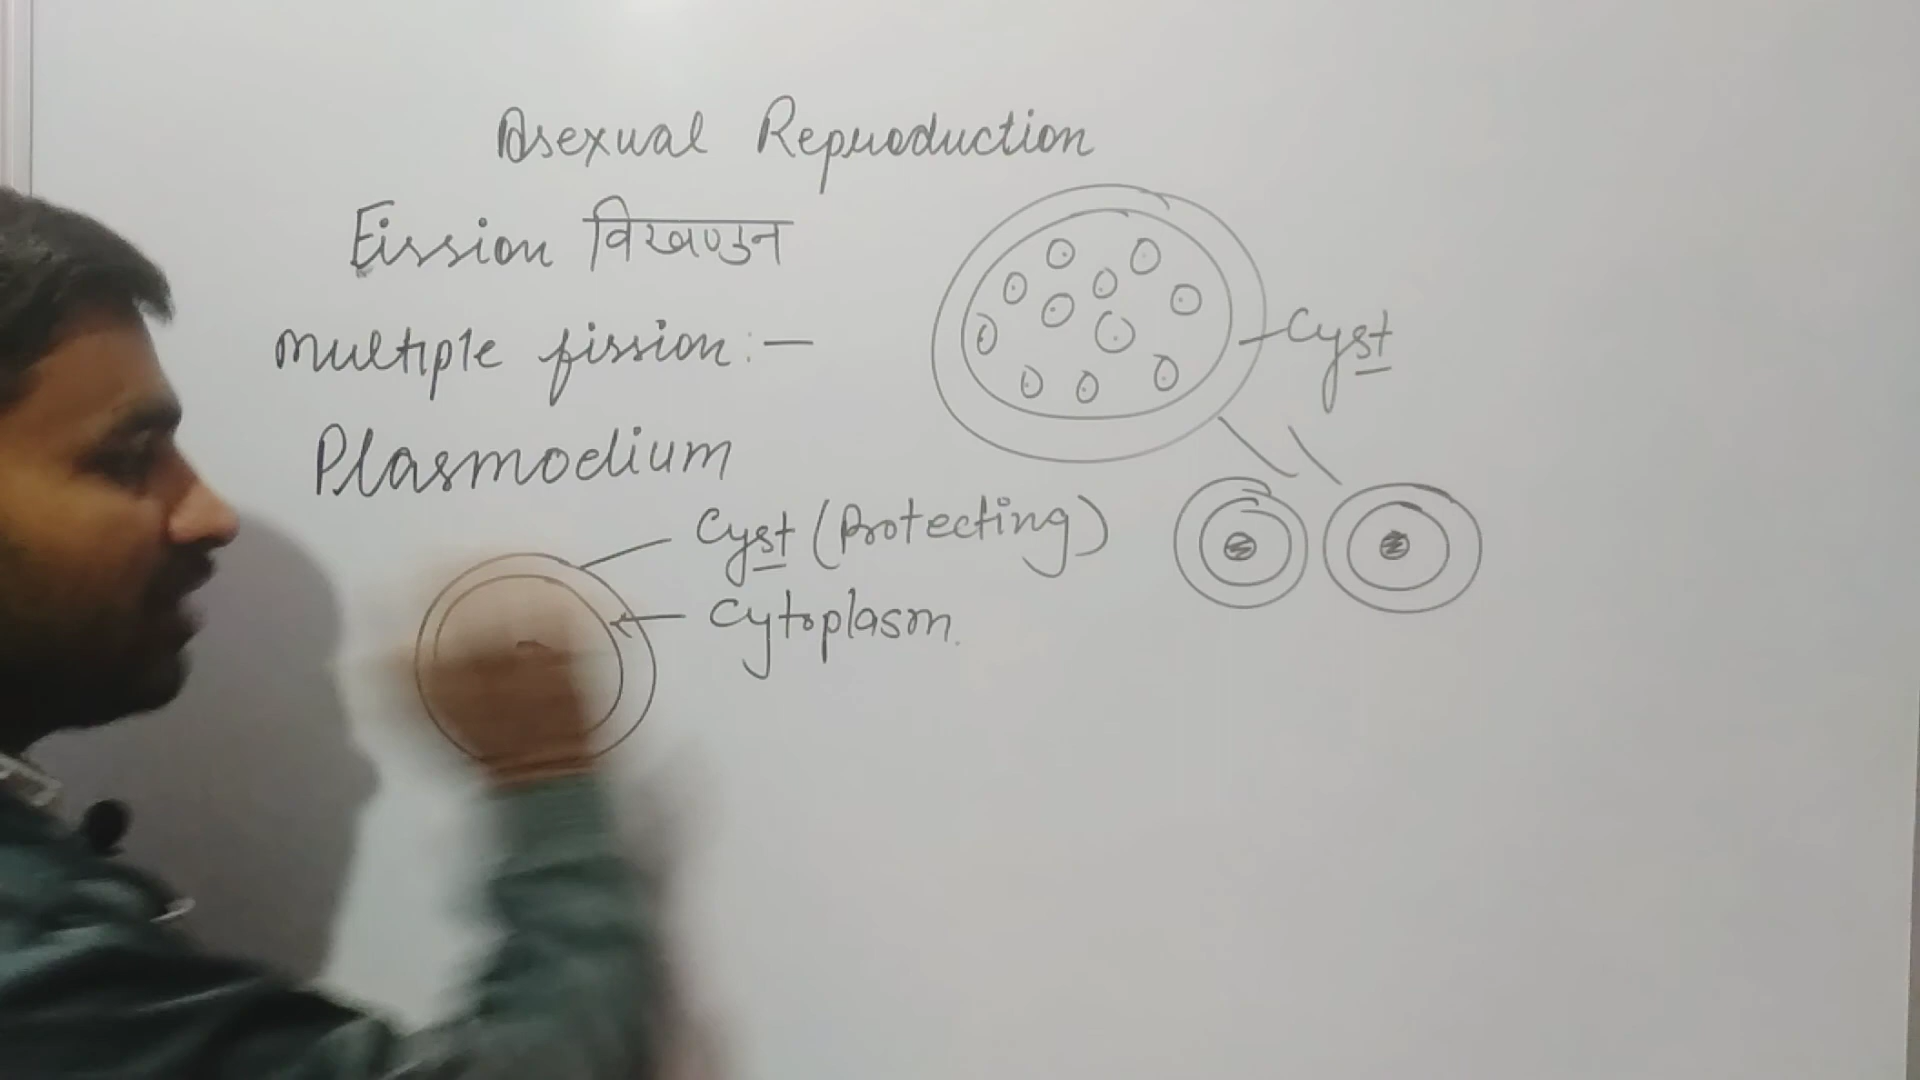 Asexual Reproduction
Fission विखण्डन
multiple fission:—
Plasmodium
Cyst
Cyst (Protecting)
Cytoplasm.